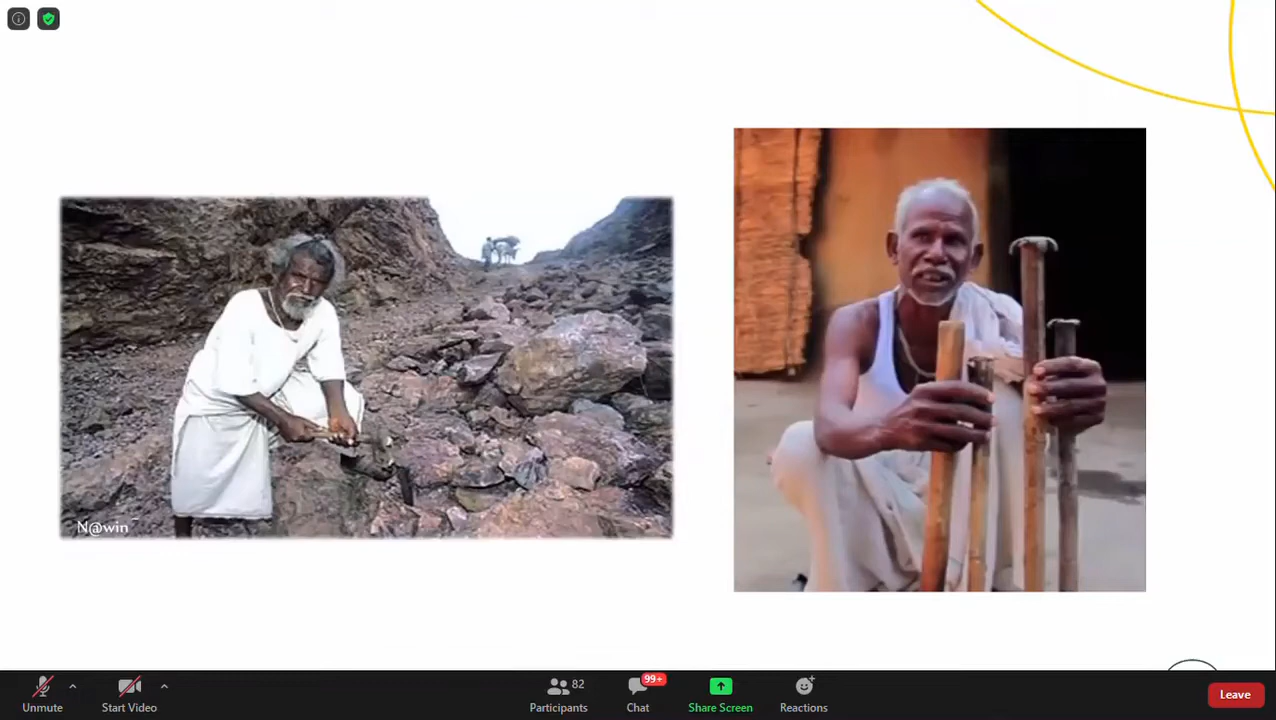 N@win
Unmute
Start Video
82
Participants
99+
Chat
Share Screen
Reactions
Leave